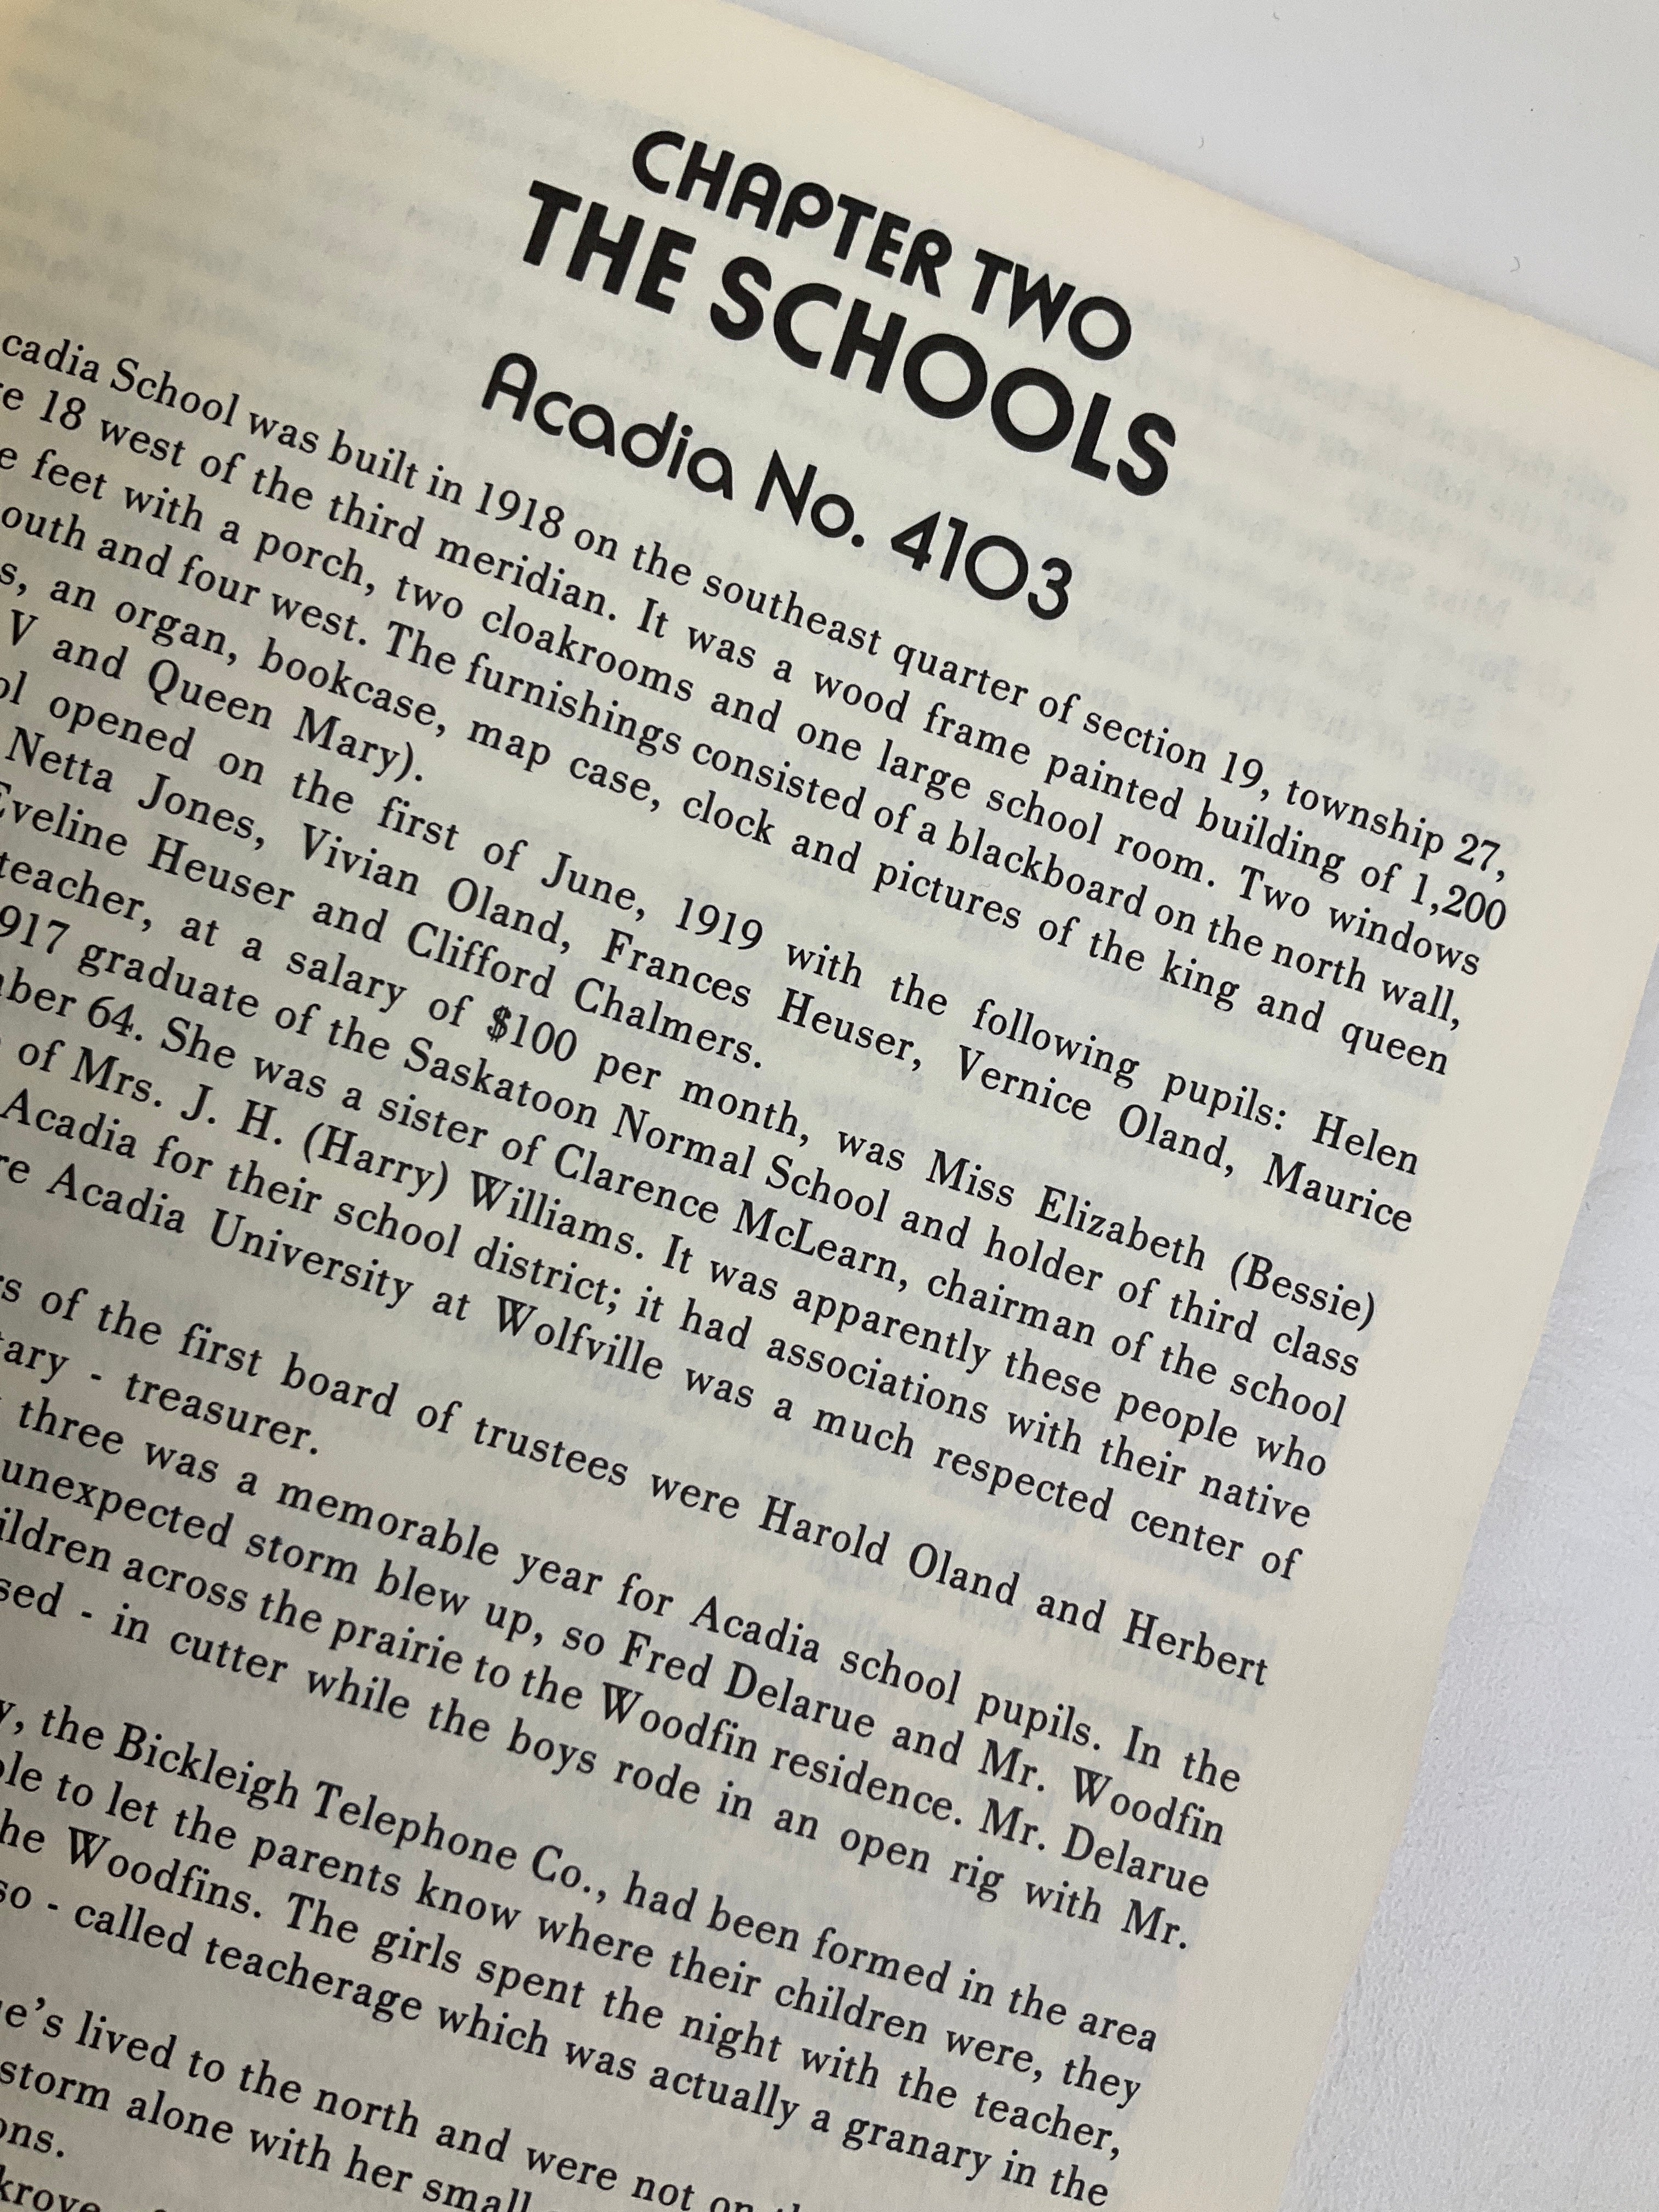 CHAPTER TWO
THE SCHOOLS
Acadia No. 4103
cadia School was built in 1918 on the southeast quarter of section 19, township 27,
e 18 west of the third meridian. It was a wood frame painted building of 1,200
e feet with a porch, two cloakrooms and one large school room. Two windows
outh and four west. The furnishings consisted of a blackboard on the north wall,
s, an organ, bookcase, map case, clock and pictures of the king and queen
V and Queen Mary).
ol opened on the first of June, 1919 with the following pupils: Helen
Netta Jones, Vivian Oland, Frances Heuser, Vernice Oland, Maurice
Eveline Heuser and Clifford Chalmers.
teacher, at a salary of $100 per month, was Miss Elizabeth (Bessie)
917 graduate of the Saskatoon Normal School and holder of third class
ber 64. She was a sister of Clarence McLearn, chairman of the school
of Mrs. J. H. (Harry) Williams. It was apparently these people who
Acadia for their school district; it had associations with their native
re Acadia University at Wolfville was a much respected center of
s of the first board of trustees were Harold Oland and Herbert
tary - treasurer.
three was a memorable year for Acadia school pupils. In the
unexpected storm blew up, so Fred Delarue and Mr. Woodfin
ildren across the prairie to the Woodfin residence. Mr. Delarue
sed - in cutter while the boys rode in an open rig with Mr.
y, the Bickleigh Telephone Co., had been formed in the area
ble to let the parents know where their children were, they
he Woodfins. The girls spent the night with the teacher,
so - called teacherage which was actually a granary in the
e's lived to the north and were not on th
storm alone with her small
ons.
krove